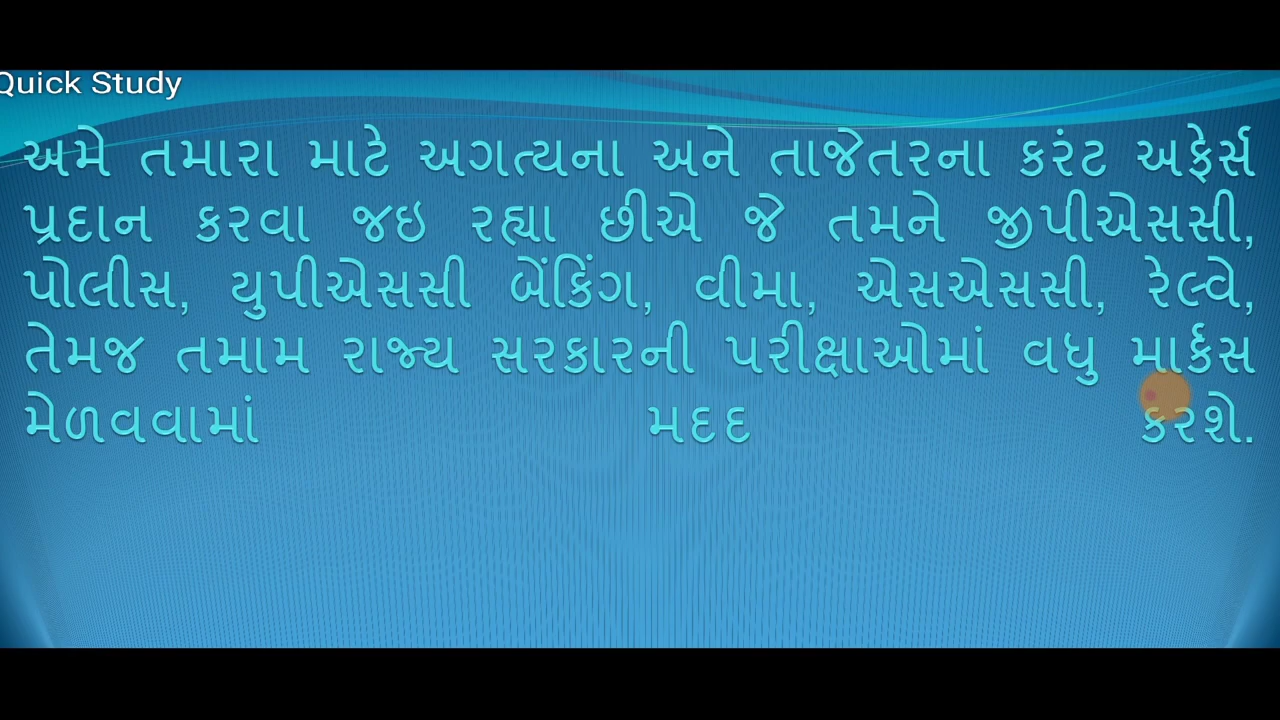 Quick Study
અમે તમારા માટે અગત્યના અને તાજેતરના કરંટ અફેર્સ
પ્રદાન કરવા જઇ રહ્યા છીએ જે તમને જીપીએસસી,
પોલીસ, યુપીએસસી બેંકિંગ, વીમા, એસએસસી, રેલ્વે,
તેમજ તમામ રાજ્ય સરકારની પરીક્ષાઓમાં વધુ માર્કસ
મેળવવવામાં મદદ કરશે.